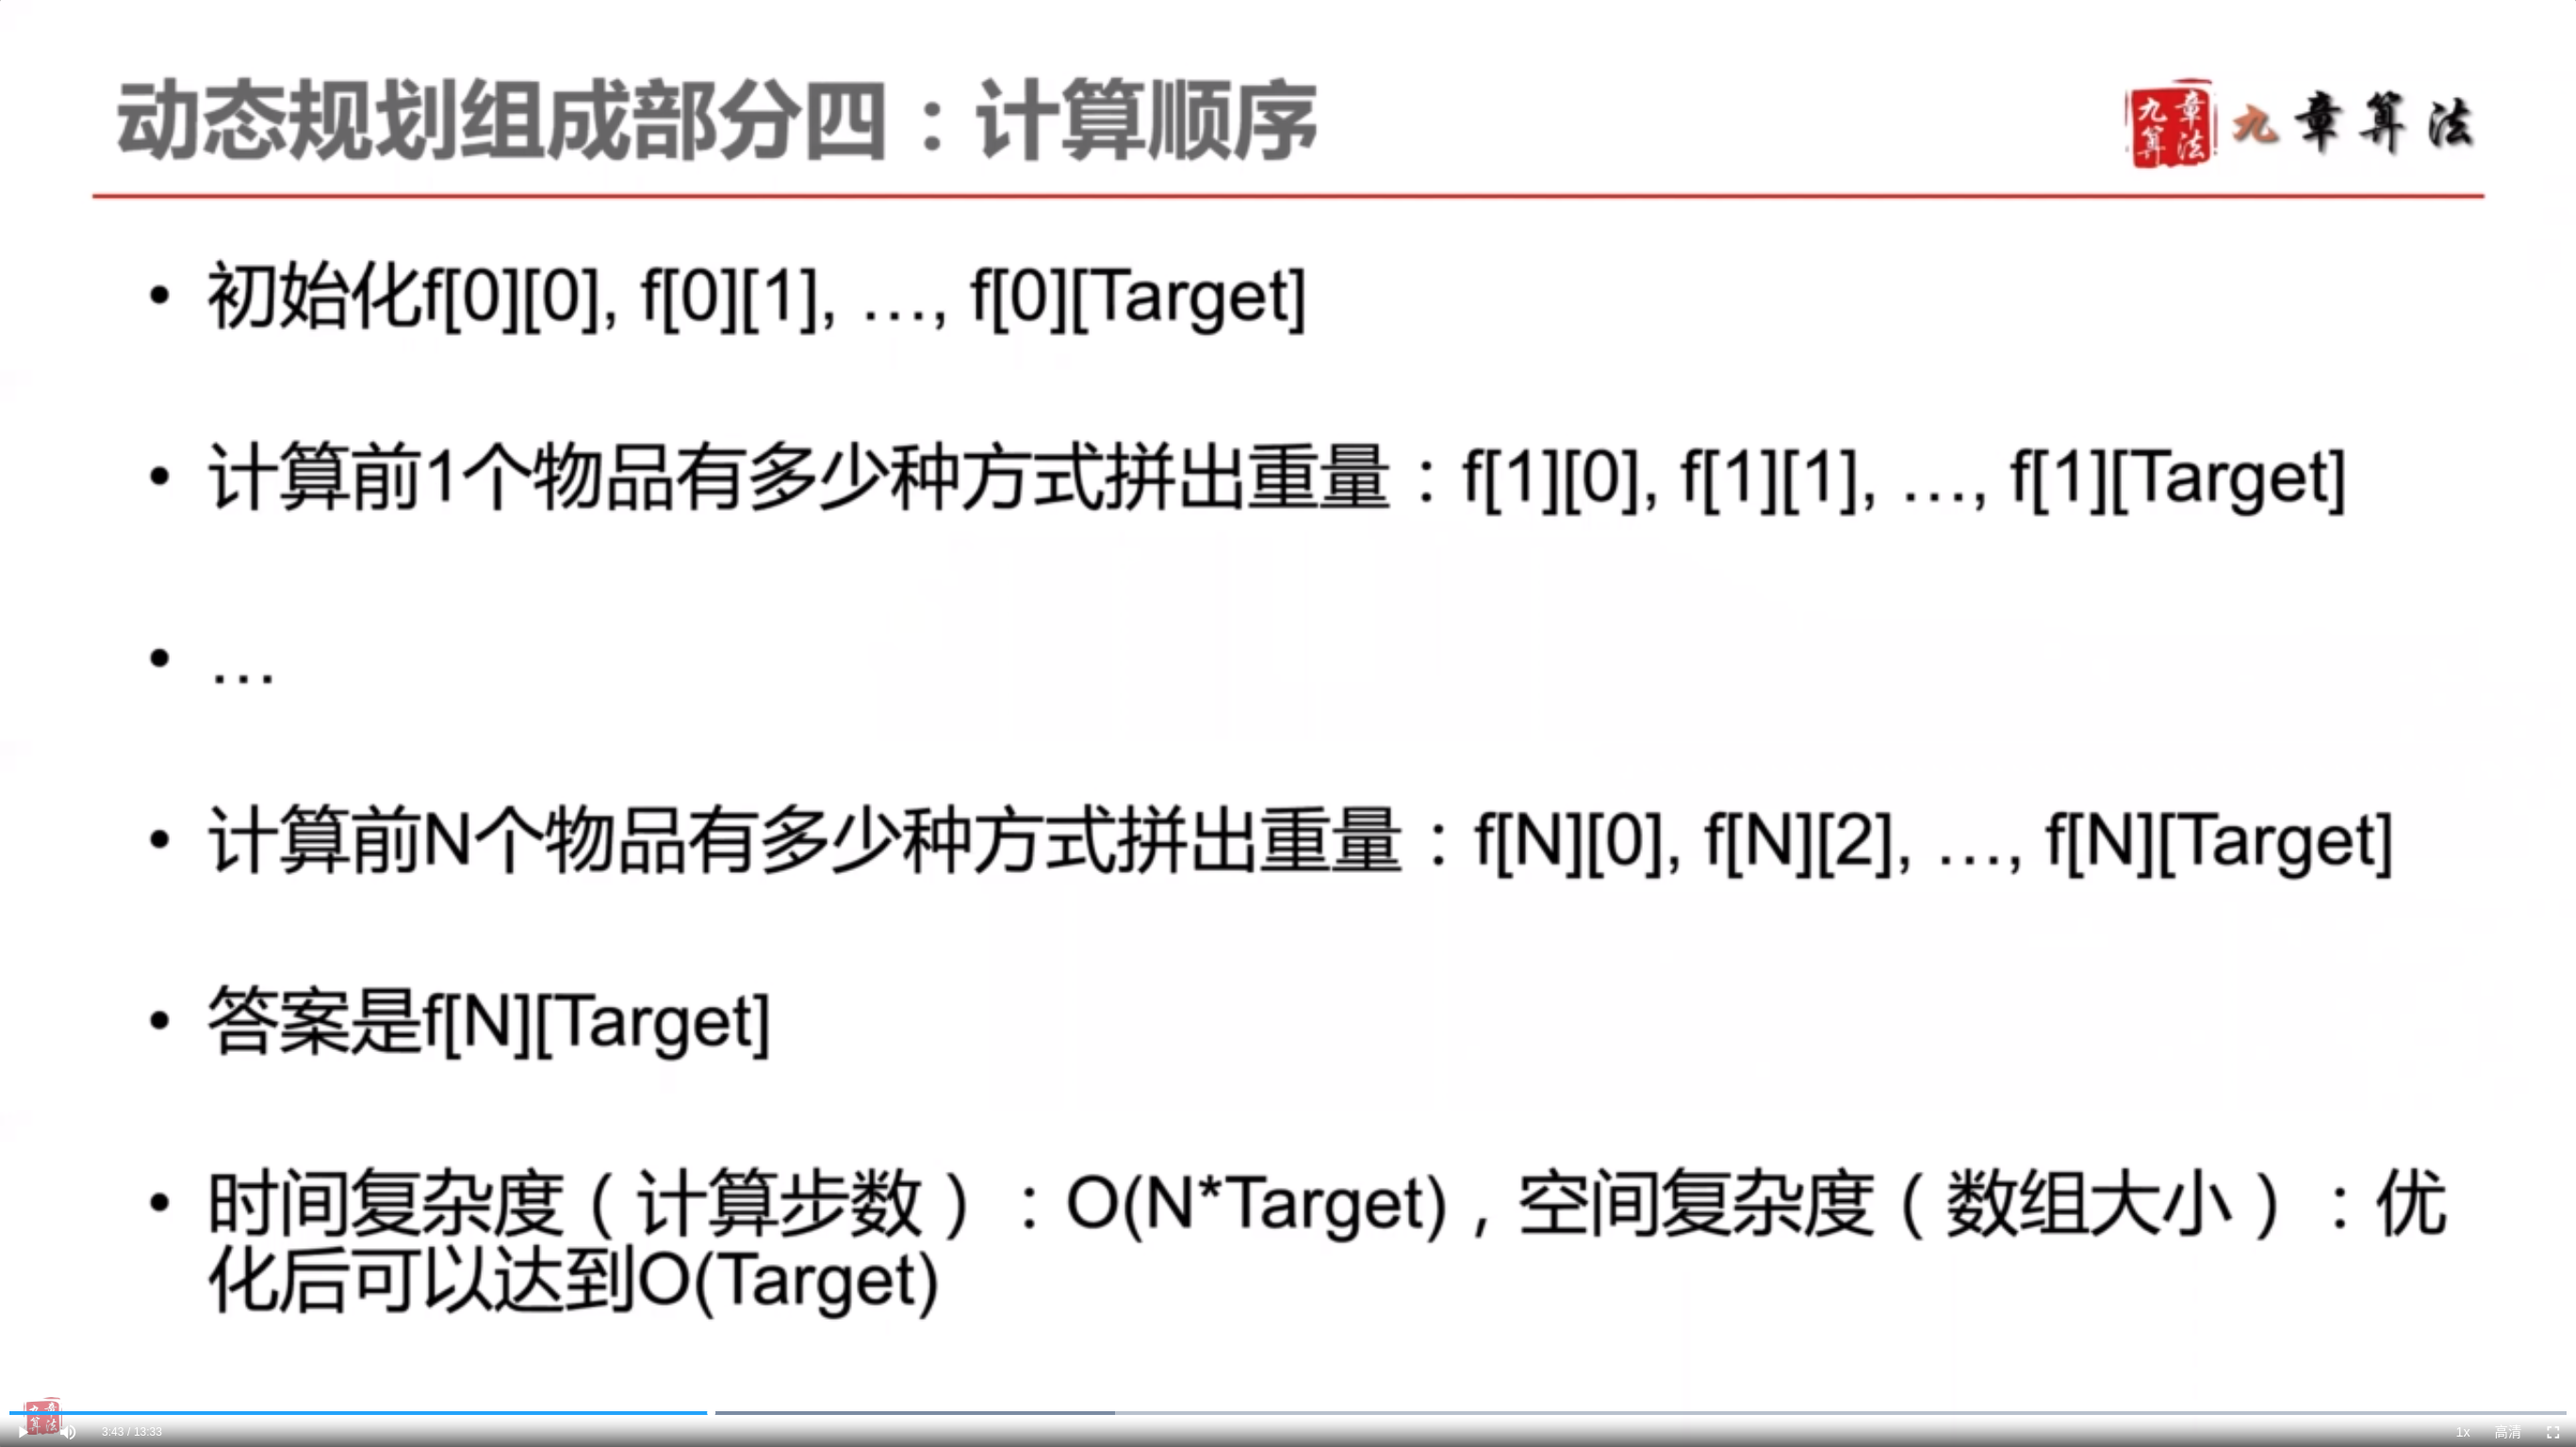 动态规划组成部分四：计算顺序
九章算法
九章算法
• 初始化f[0][0], f[0][1], …, f[0][Target]
• 计算前1个物品有多少种方式拼出重量：f[1][0], f[1][1], …, f[1][Target]
• …
• 计算前N个物品有多少种方式拼出重量：f[N][0], f[N][2], …, f[N][Target]
• 答案是f[N][Target]
• 时间复杂度（计算步数）：O(N*Target)，空间复杂度（数组大小）：优
化后可以达到O(Target)
九章算法
3:43 / 13:33
1x
高清